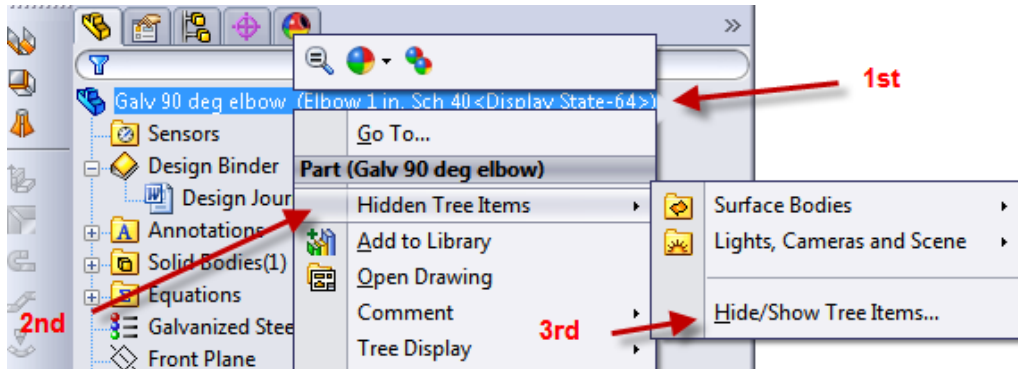 1st
Galv 90 deg elbow (Elbow 1 in. Sch 40<Display State-64>)
Sensors
Go To...
Design Binder
Part (Galv 90 deg elbow)
Design Jour
Hidden Tree Items
Surface Bodies
Annotations
Add to Library
Lights, Cameras and Scene
Solid Bodies(1)
Open Drawing
Equations
Comment
Hide/Show Tree Items...
2nd
Galvanized Stee
3rd
Front Plane
Tree Display